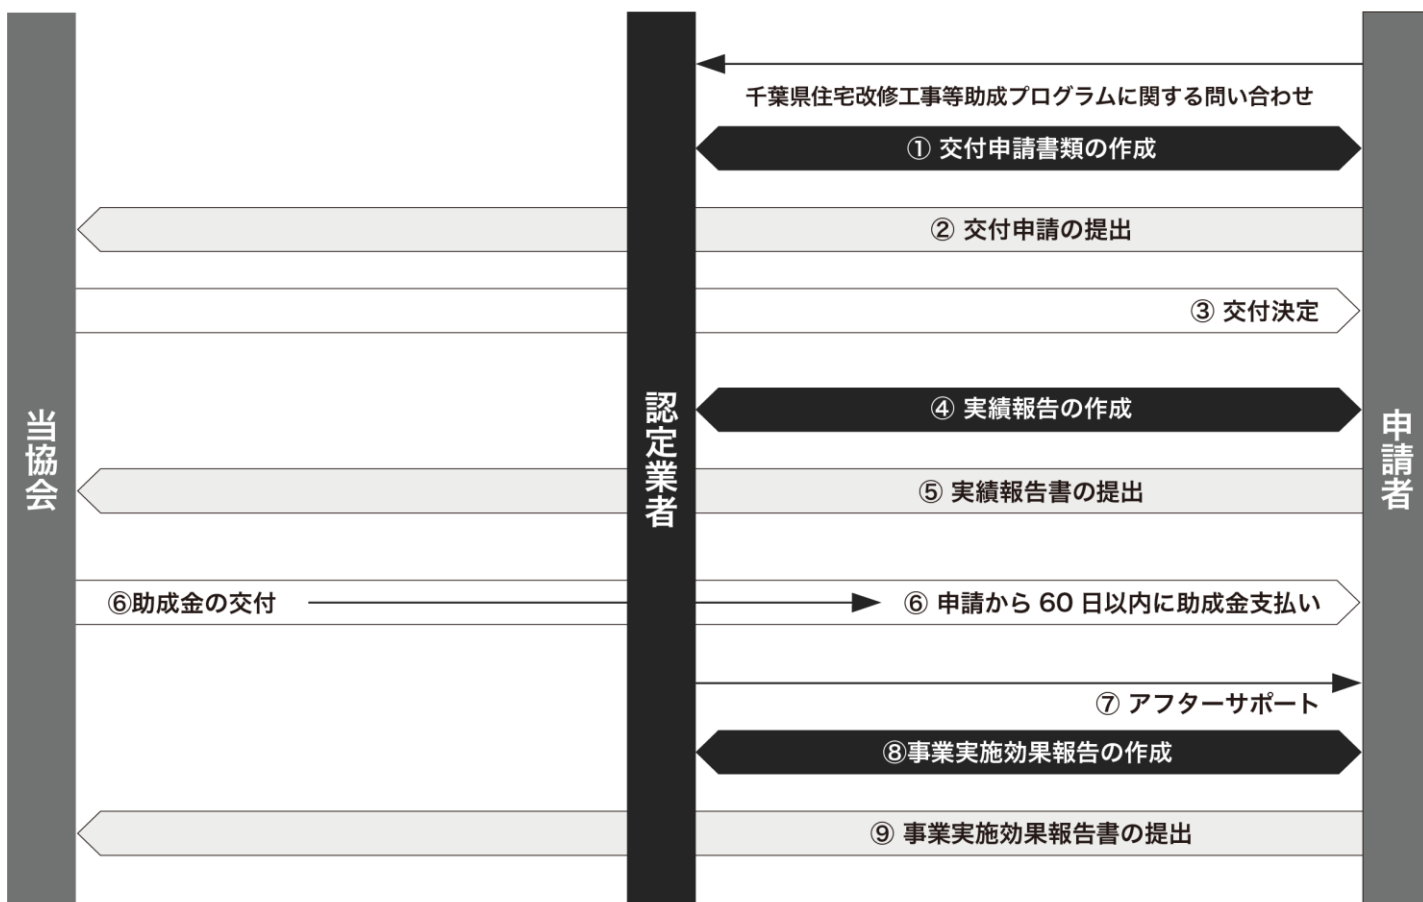 千葉県住宅改修工事等助成プログラムに関する問い合わせ
① 交付申請書類の作成
② 交付申請の提出
③ 交付決定
④ 実績報告の作成
当協会
認定業者
申請者
⑤ 実績報告書の提出
⑥助成金の交付
⑥ 申請から 60 日以内に助成金支払い
⑦ アフターサポート
⑧事業実施効果報告の作成
⑨ 事業実施効果報告書の提出